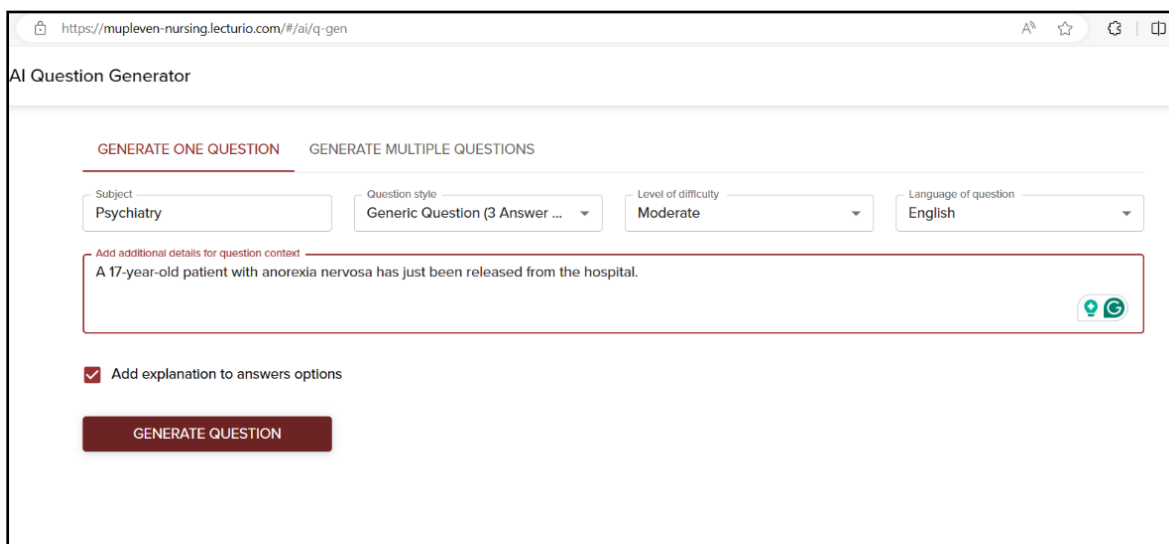 https://mupleven-nursing.lecturio.com/#/ai/q-gen
AI Question Generator
GENERATE ONE QUESTION GENERATE MULTIPLE QUESTIONS
Subject Question style Level of difficulty Language of question
Psychiatry Generic Question (3 Answer ... Moderate English
Add additional details for question context
A 17-year-old patient with anorexia nervosa has just been released from the hospital.
Add explanation to answers options
GENERATE QUESTION